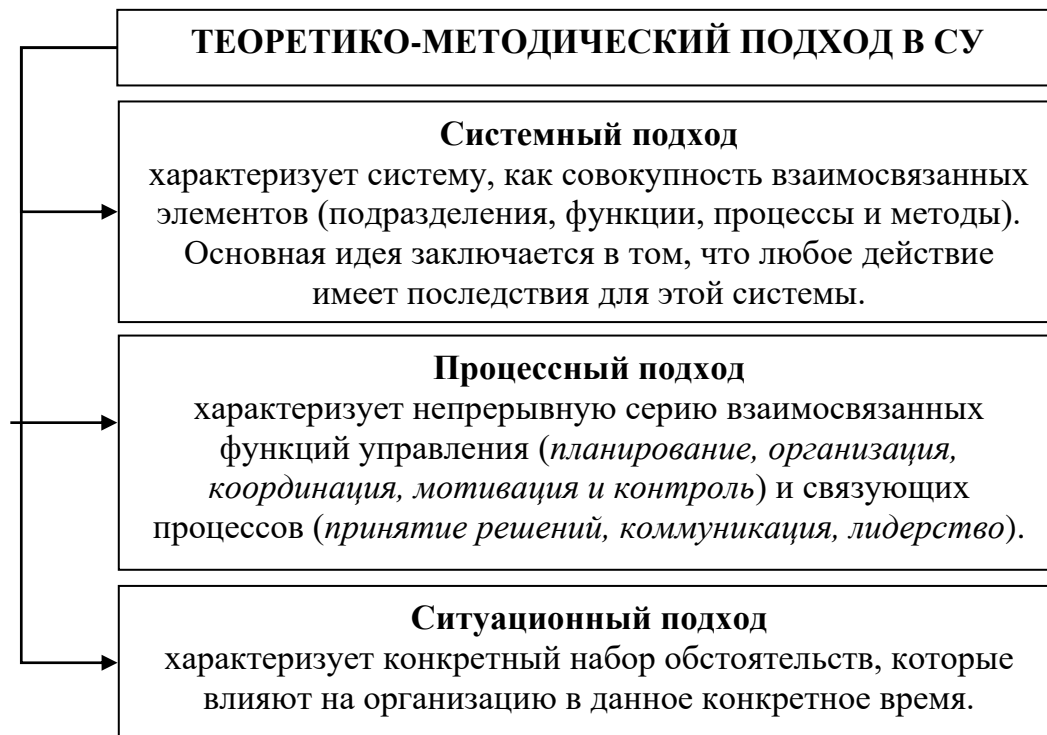 ТЕОРЕТИКО-МЕТОДИЧЕСКИЙ ПОДХОД В СУ
Системный подход
характеризует систему, как совокупность взаимосвязанных
элементов (подразделения, функции, процессы и методы).
Основная идея заключается в том, что любое действие
имеет последствия для этой системы.
Процессный подход
характеризует непрерывную серию взаимосвязанных
функций управления (планирование, организация,
координация, мотивация и контроль) и связующих
процессов (принятие решений, коммуникация, лидерство).
Ситуационный подход
характеризует конкретный набор обстоятельств, которые
влияют на организацию в данное конкретное время.